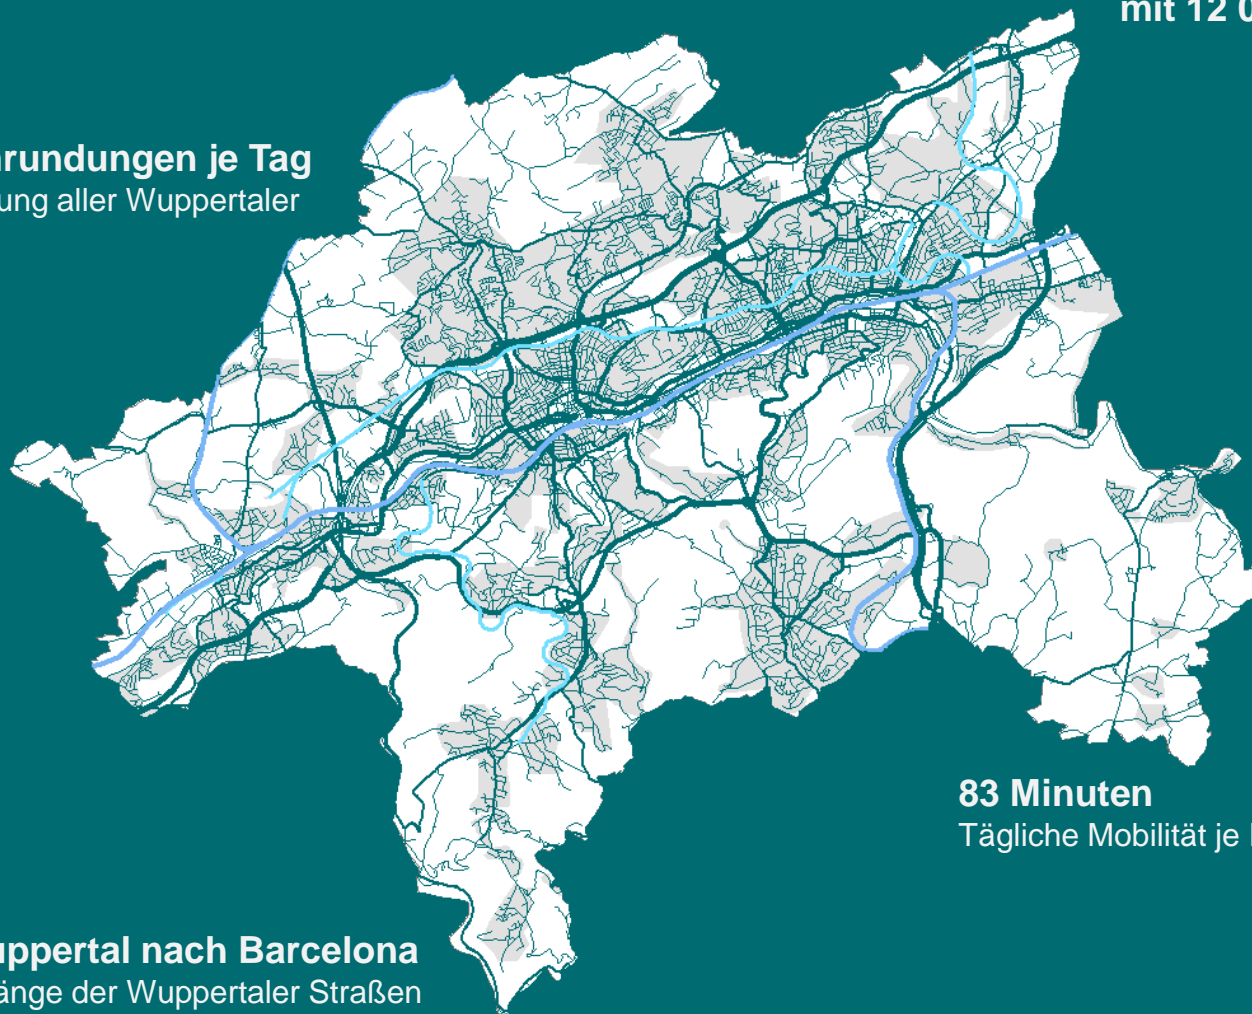 mit 12 0
rundungen je Tag
ung aller Wuppertaler
83 Minuten
Tägliche Mobilität je
uppertal nach Barcelona
änge der Wuppertaler Straßen